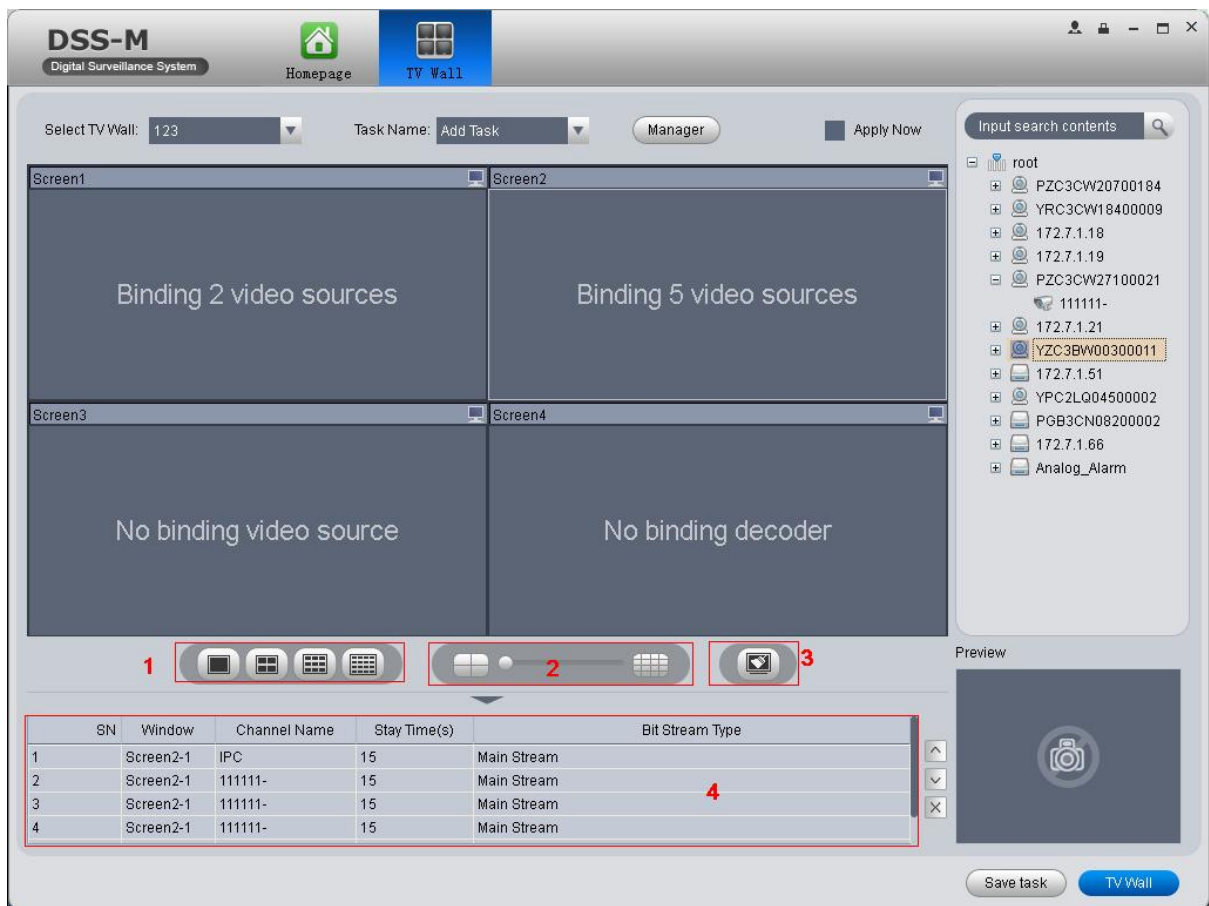 DSS-M
Digital Surveillance System
Homepage
TV Wall
Select TV Wall: 123
Task Name: Add Task
Manager
Apply Now
Input search contents
Screen1
Screen2
Binding 2 video sources
Binding 5 video sources
Screen3
Screen4
No binding video source
No binding decoder
root
PZC3CW20700184
YRC3CW18400009
172.7.1.18
172.7.1.19
PZC3CW27100021
111111-
172.7.1.21
YZC3BW00300011
172.7.1.51
YPC2LQ04500002
PGB3CN08200002
172.7.1.66
Analog_Alarm
1
2
3
SN Window Channel Name Stay Time(s) Bit Stream Type
1 Screen2-1 IPC 15 Main Stream
2 Screen2-1 111111- 15 Main Stream
3 Screen2-1 111111- 15 Main Stream
4 Screen2-1 111111- 15 Main Stream
4
Preview
Save task
TV Wall